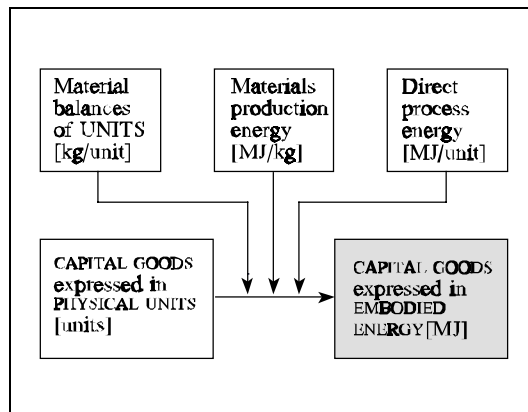 Material
balances
of UNITS
[kg/unit]
Materials
production
energy
[MJ/kg]
Direct
process
energy
[MJ/unit]
CAPITAL GOODS
expressed in
PHYSICAL UNITS
[units]
CAPITAL GOODS
expressed in
EMBODIED
ENERGY[MJ]